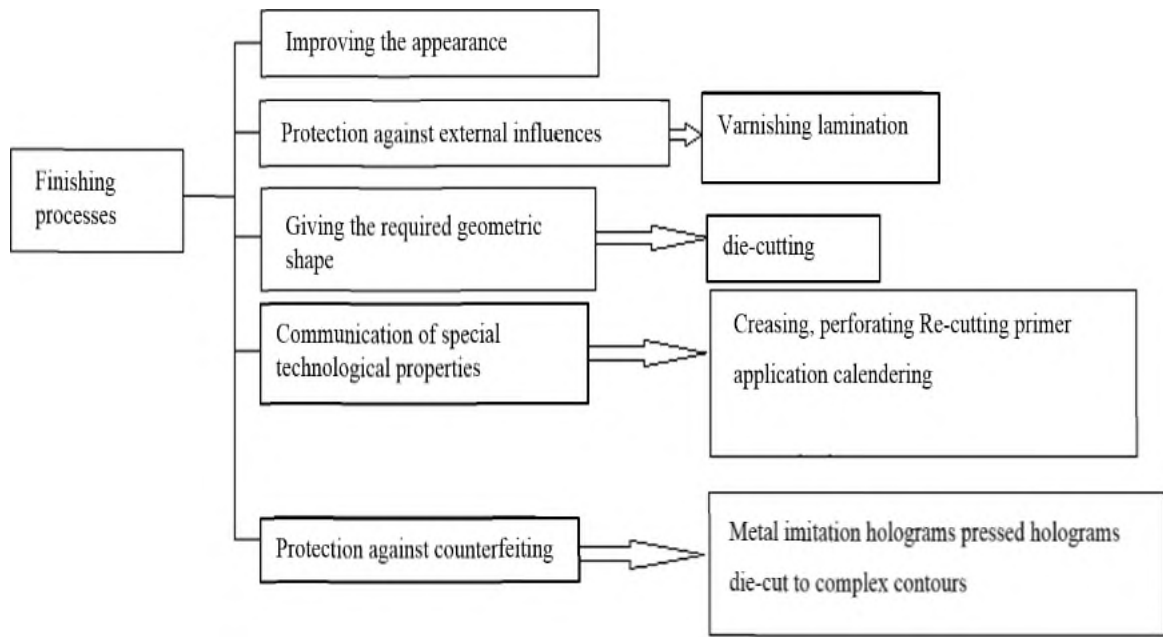 Improving the appearance
Protection against external influences
Varnishing lamination
Finishing
processes
Giving the required geometric
shape
die-cutting
Communication of special
technological properties
Creasing, perforating Re-cutting primer
application calendering
Protection against counterfeiting
Metal imitation holograms pressed holograms
die-cut to complex contours